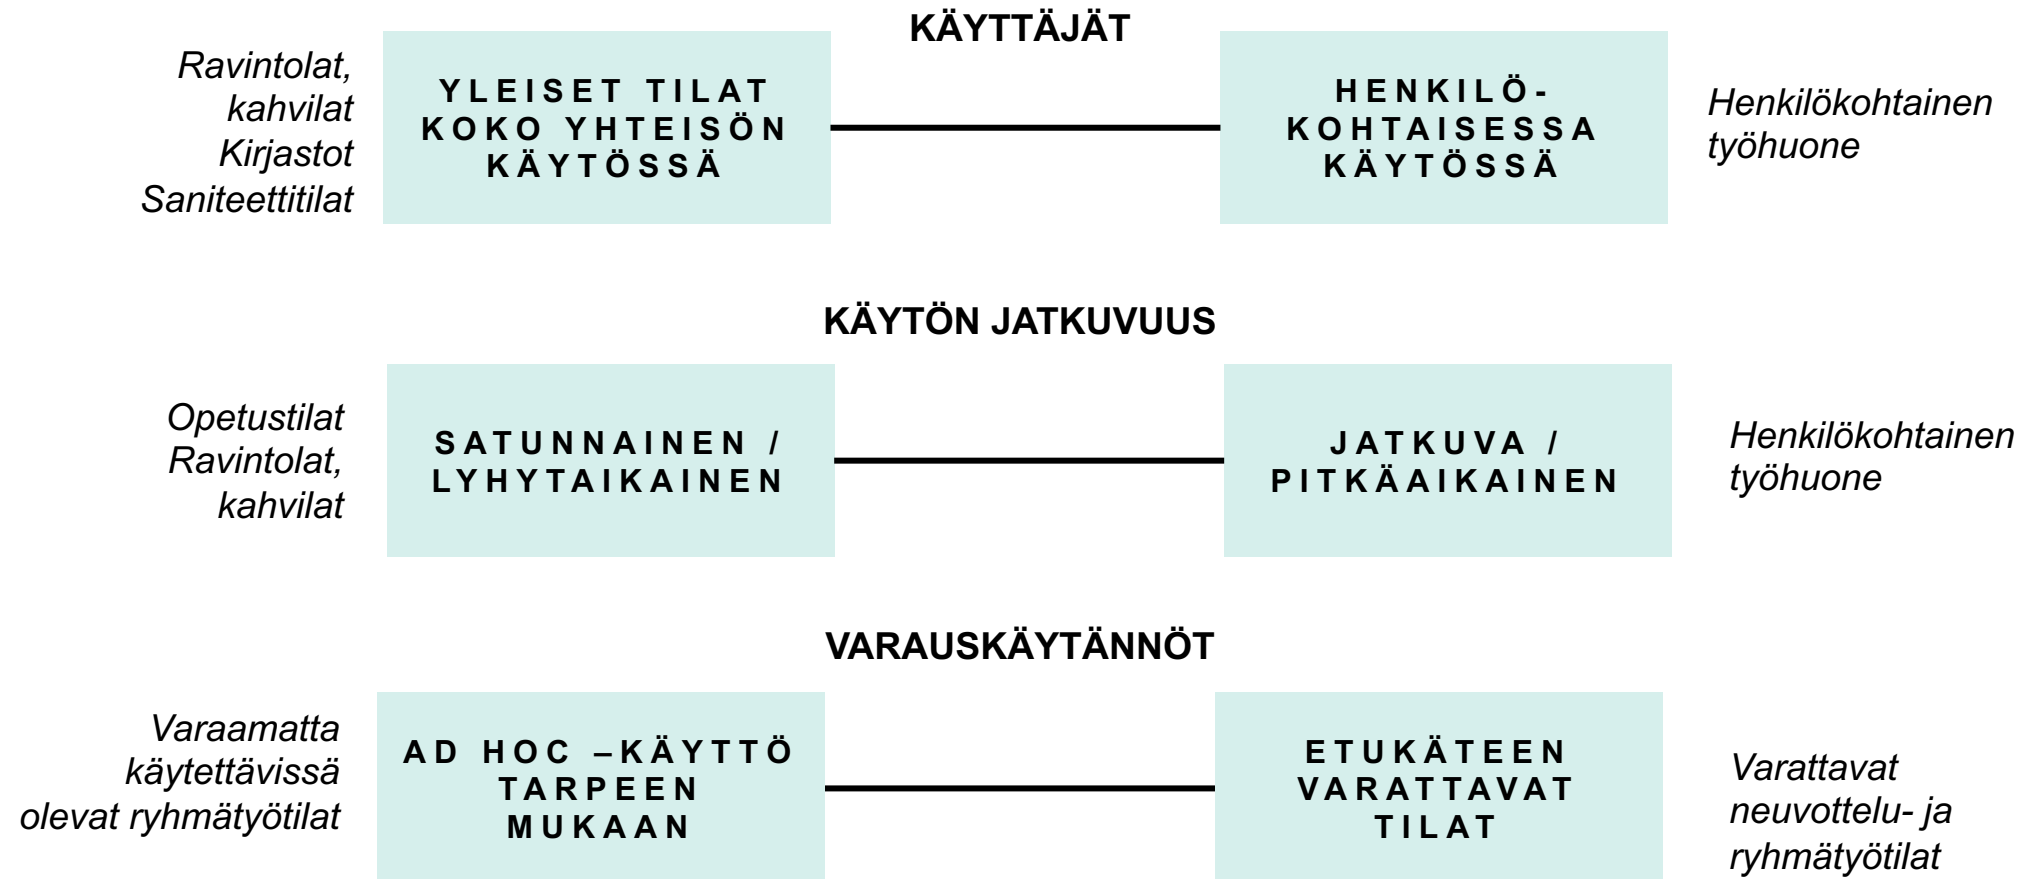 KÄYTTÄJÄT
Ravintolat,
kahvilat
Kirjastot
Saniteettitilat
YLEISET TILAT
KOKO YHTEISÖN
KÄYTÖSSÄ
HENKILÖ-
KOHTAISESSA
KÄYTÖSSÄ
Henkilökohtainen
työhuone
KÄYTÖN JATKUVUUS
Opetustilat
Ravintolat,
kahvilat
SATUNNAINEN /
LYHYTAIKAINEN
JATKUVA /
PITKÄAIKAINEN
Henkilökohtainen
työhuone
VARAUSKÄYTÄNNÖT
Varaamatta
käytettävissä
olevat ryhmätyötilat
AD HOC –KÄYTTÖ
TARPEEN
MUKAAN
ETUKÄTEEN
VARATTAVAT
TILAT
Varattavat
neuvottelu- ja
ryhmätyötilat